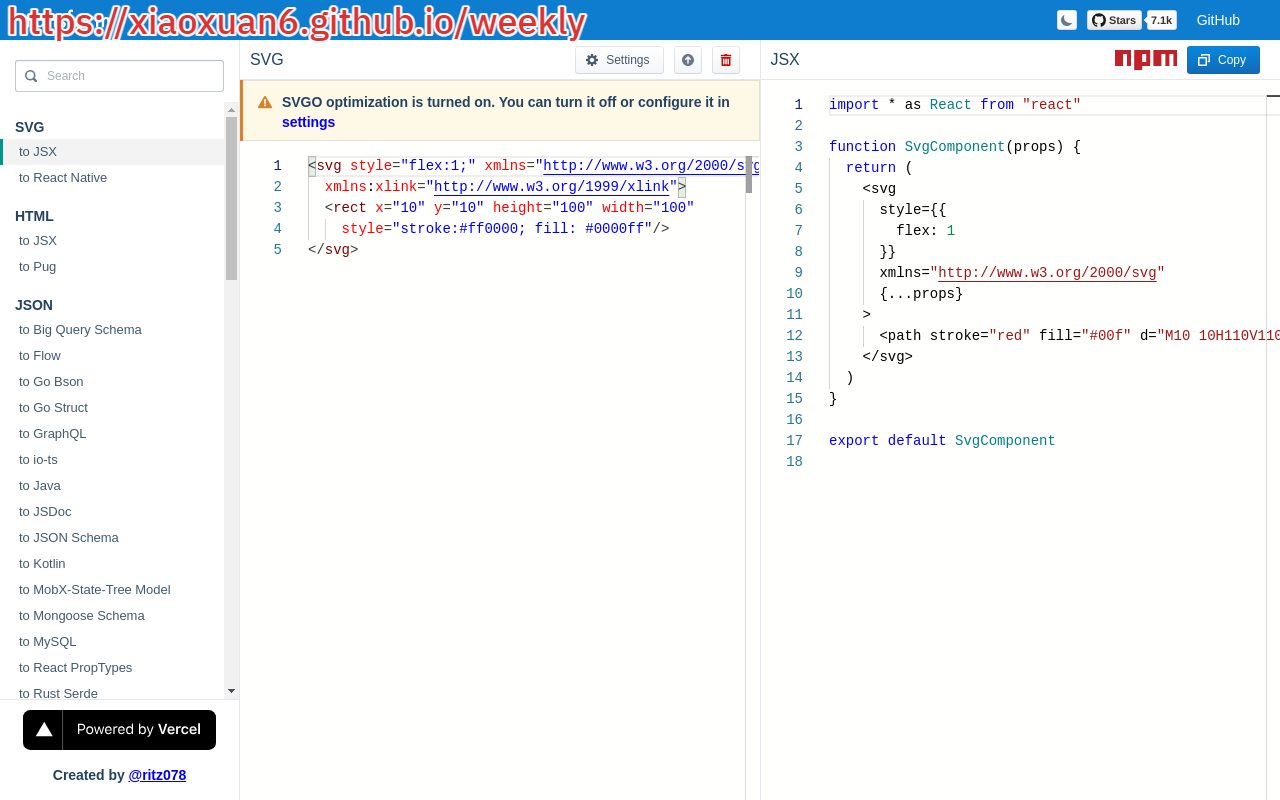 https://xiaoxuan6.github.io/weekly
Stars
7.1k
GitHub
Search
SVG
to JSX
to React Native
HTML
to JSX
to Pug
JSON
to Big Query Schema
to Flow
to Go Bson
to Go Struct
to GraphQL
to io-ts
to Java
to JSDoc
to JSON Schema
to Kotlin
to MobX-State-Tree Model
to Mongoose Schema
to MySQL
to React PropTypes
to Rust Serde
Powered by Vercel
Created by @ritz078
SVG
Settings
SVGO optimization is turned on. You can turn it off or configure it in
settings
1 <svg style="flex:1;" xmlns="http://www.w3.org/2000/svg
2 xmlns:xlink="http://www.w3.org/1999/xlink">
3 <rect x="10" y="10" height="100" width="100"
4 style="stroke:#ff0000; fill: #0000ff"/>
5 </svg>
JSX
npm
Copy
1 import * as React from "react"
2
3 function SvgComponent(props) {
4 return (
5 <svg
6 style={{
7 flex: 1
8 }}
9 xmlns="http://www.w3.org/2000/svg"
10 {...props}
11 >
12 <path stroke="red" fill="#00f" d="M10 10H110V110
13 </svg>
14 )
15 }
16
17 export default SvgComponent
18